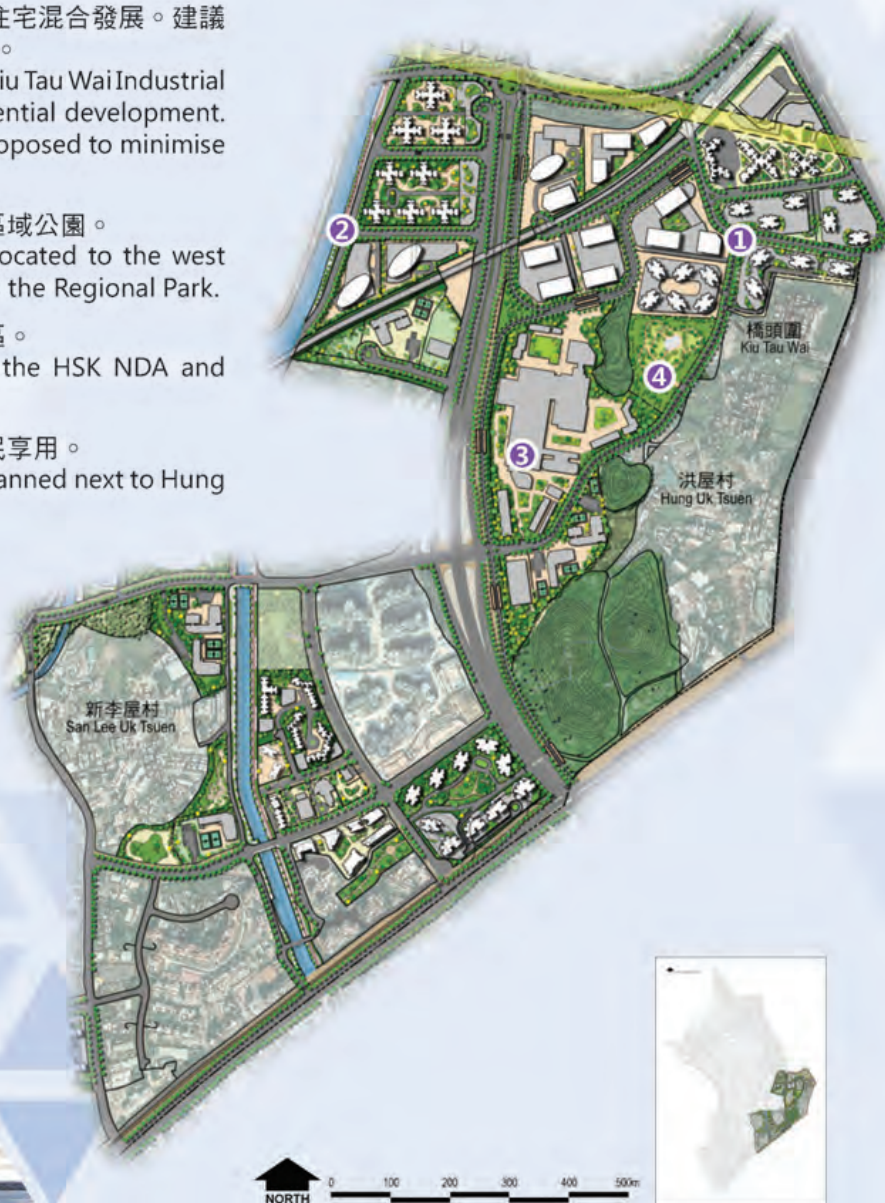 住宅混合發展。建議
。
Kiu Tau Wai Industrial
ential development.
oposed to minimise
區域公園。
located to the west
the Regional Park.
區。
the HSK NDA and
民享用。
anned next to Hung
1
2
橋頭圍
Kiu Tau Wai
4
3
洪屋村
Hung Uk Tsuen
新李屋村
San Lee Uk Tsuen
NORTH
0 100 200 300 400 500m